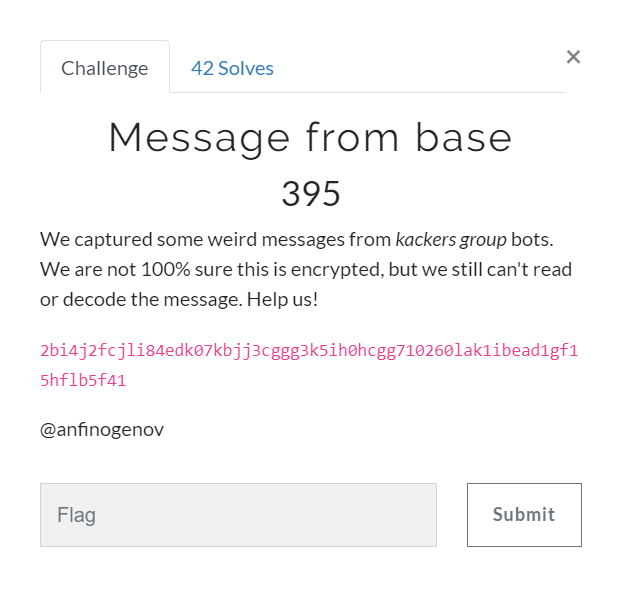 Challenge
42 Solves
×
Message from base
395
We captured some weird messages from kackers group bots.
We are not 100% sure this is encrypted, but we still can't read
or decode the message. Help us!
2bi4j2fcjli84edk07kbjj3cggg3k5ih0hcgg710260lak1ibead1gf1
5hflb5f41
@anfinogenov
Flag
Submit